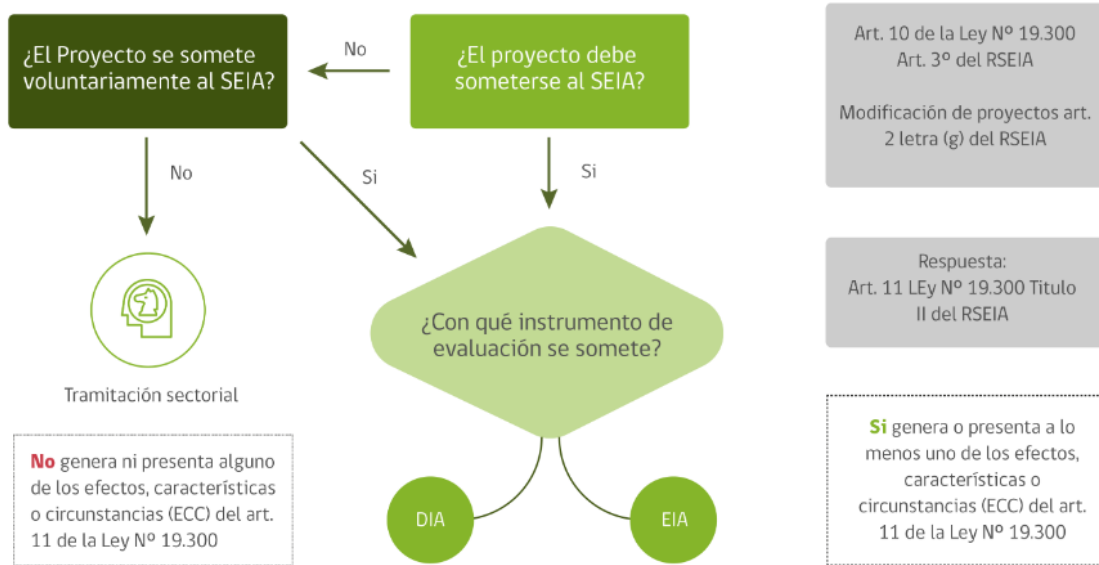 ¿El Proyecto se somete
voluntariamente al SEIA?
No
¿El proyecto debe
someterse al SEIA?
Art. 10 de la Ley Nº 19.300
Art. 3º del RSEIA
Modificación de proyectos art.
2 letra (g) del RSEIA
No
Si
Si
Respuesta:
Art. 11 LEy Nº 19.300 Titulo
II del RSEIA
¿Con qué instrumento de
evaluación se somete?
Tramitación sectorial
No genera ni presenta alguno
de los efectos, características
o circunstancias (ECC) del art.
11 de la Ley Nº 19.300
DIA
EIA
Si genera o presenta a lo
menos uno de los efectos,
características o
circunstancias (ECC) del art.
11 de la Ley Nº 19.300